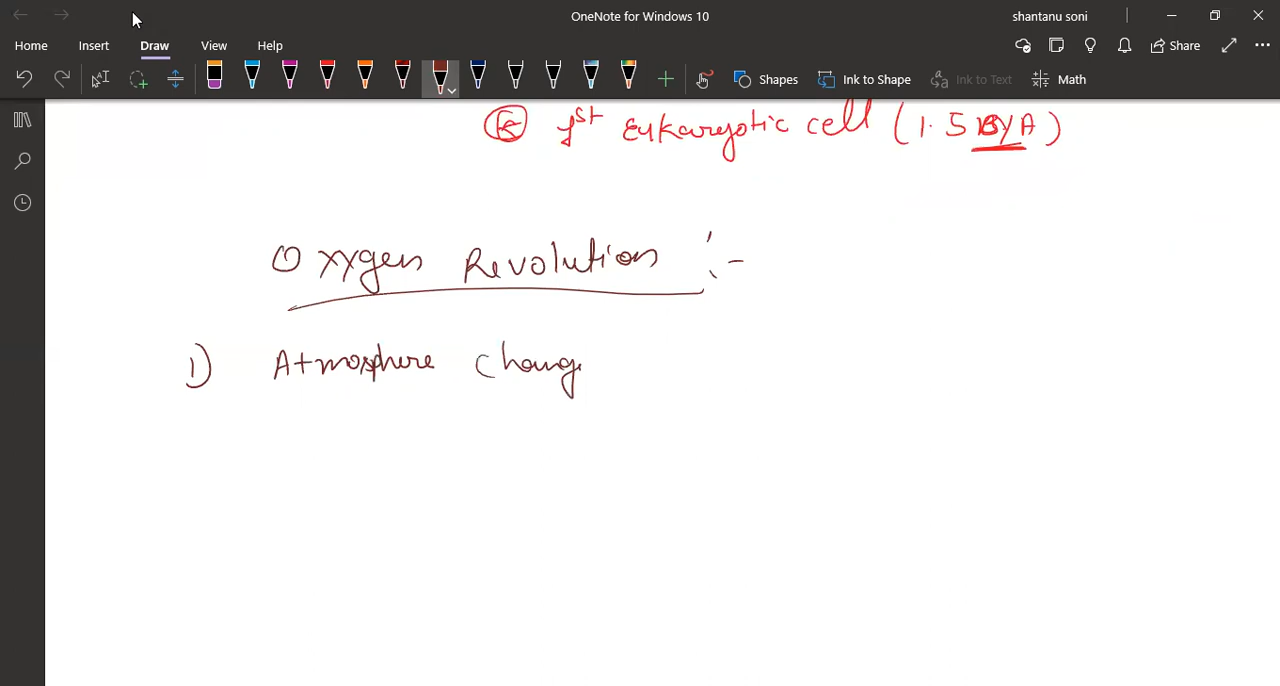 OneNote for Windows 10
shantanu soni
Home Insert Draw View Help
Share
Shapes Ink to Shape Ink to Text Math
E 1st Eukaryotic cell (1.5 BYA)
Oxygen Revolution :-
1) Atmosphere Chang